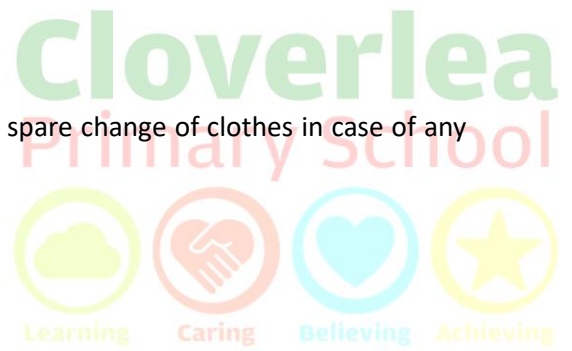 Cloverlea
spare change of clothes in case of any
Primary School
Learning Caring Believing Achieving